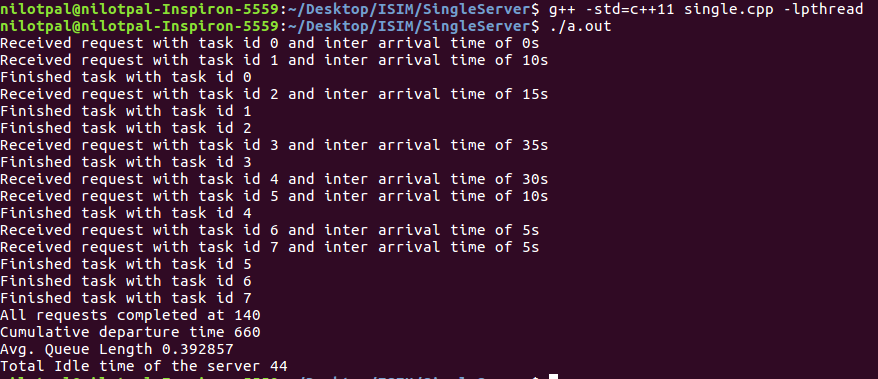 nilotpal@nilotpal-Inspiron-5559:~/Desktop/ISIM/SingleServer$ g++ -std=c++11 single.cpp -lpthread
nilotpal@nilotpal-Inspiron-5559:~/Desktop/ISIM/SingleServer$ ./a.out
Received request with task id 0 and inter arrival time of 0s
Received request with task id 1 and inter arrival time of 10s
Finished task with task id 0
Received request with task id 2 and inter arrival time of 15s
Finished task with task id 1
Finished task with task id 2
Received request with task id 3 and inter arrival time of 35s
Finished task with task id 3
Received request with task id 4 and inter arrival time of 30s
Received request with task id 5 and inter arrival time of 10s
Finished task with task id 4
Received request with task id 6 and inter arrival time of 5s
Received request with task id 7 and inter arrival time of 5s
Finished task with task id 5
Finished task with task id 6
Finished task with task id 7
All requests completed at 140
Cumulative departure time 660
Avg. Queue Length 0.392857
Total Idle time of the server 44
nilotpal@nilotpal-Inspiron-5559:~/Desktop/ISIM/SingleServer$